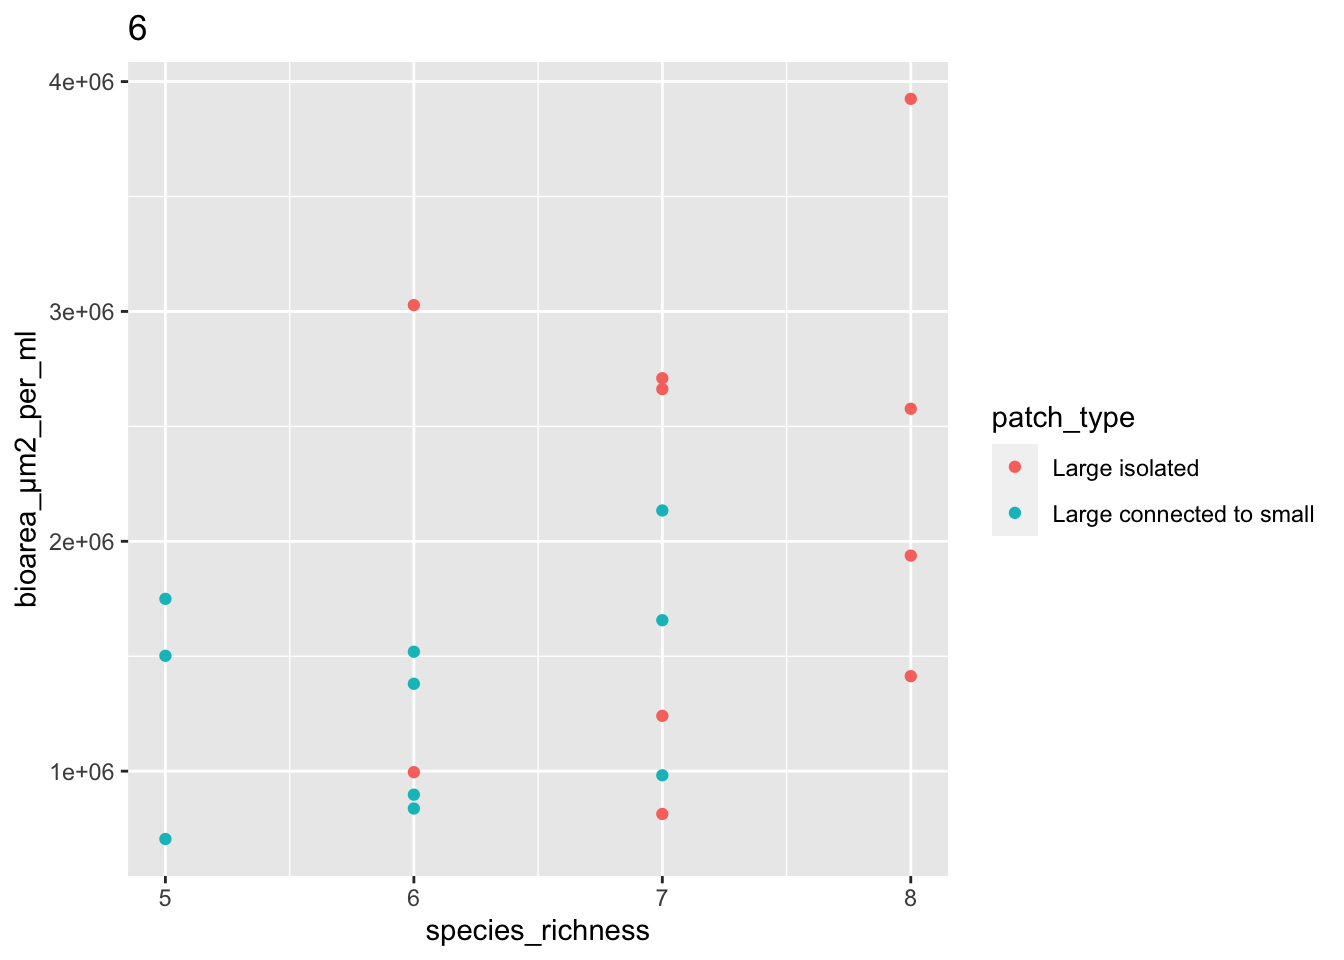 6
4e+06
3e+06
2e+06
1e+06
bioarea_µm2_per_ml
5 6 7 8
species_richness
patch_type
Large isolated
Large connected to small